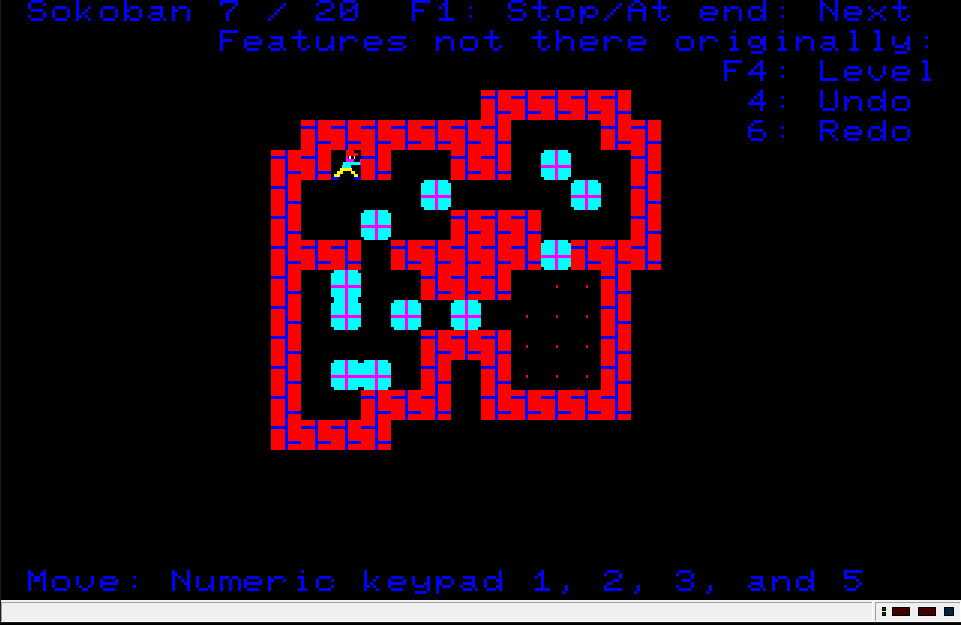 Sokoban 7 / 20 F1: Stop/At end: Next
Features not there originally:
F4: Level
4: Undo
6: Redo
Move: Numeric keypad 1, 2, 3, and 5